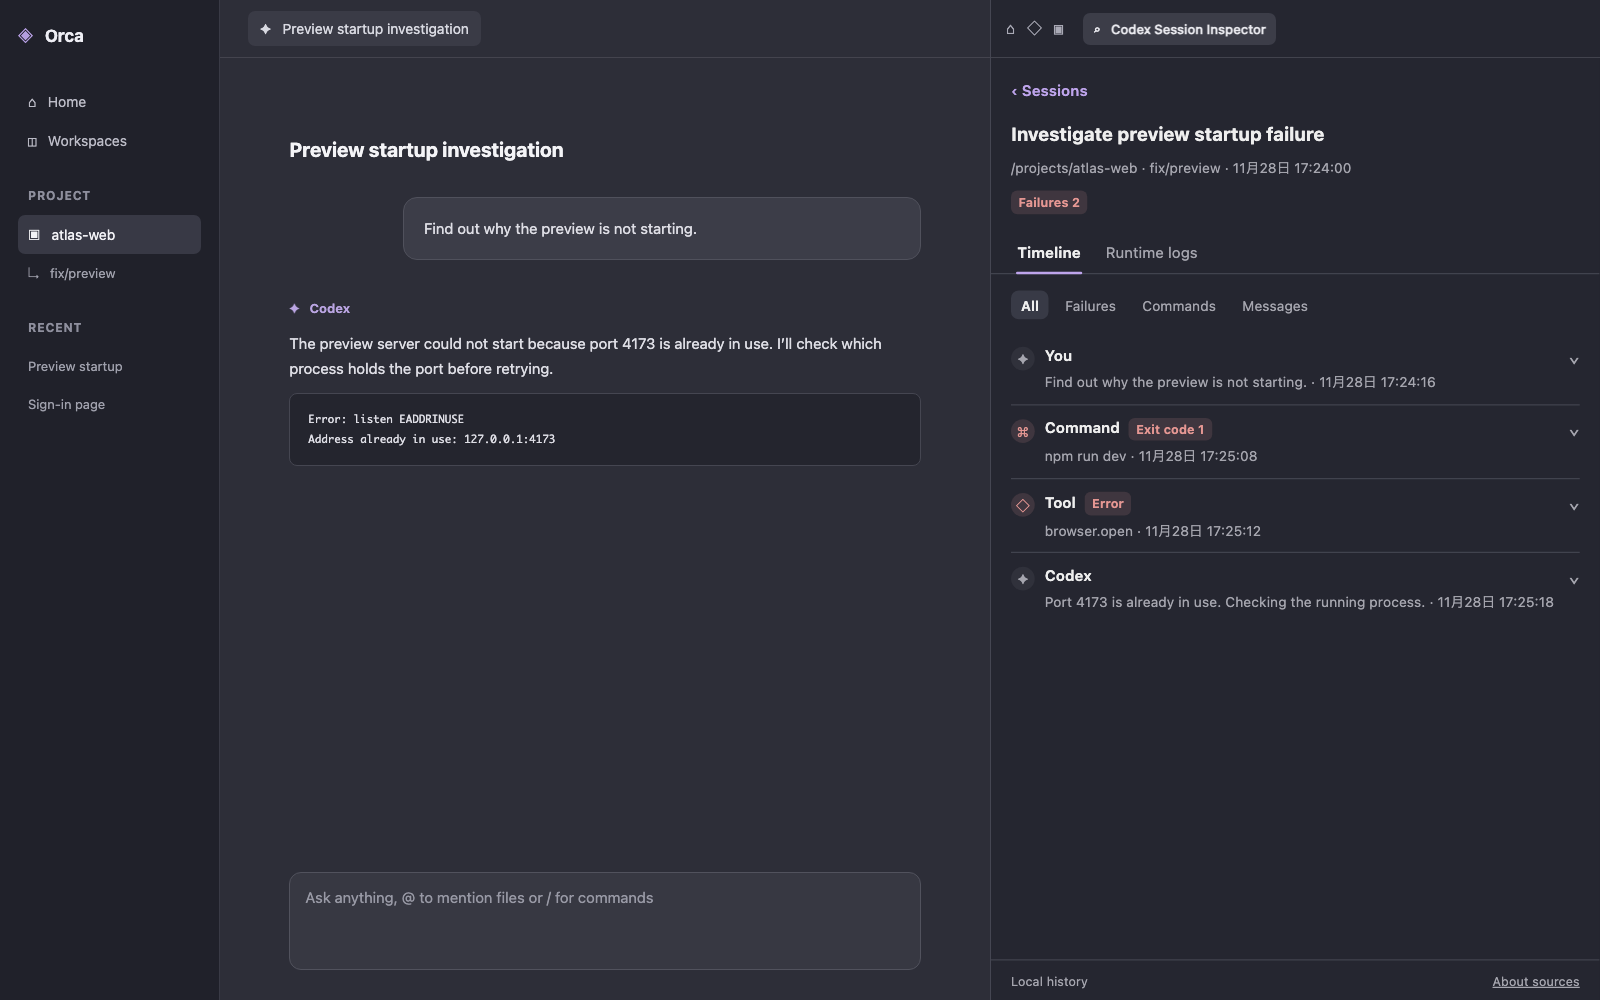 Orca
Home
Workspaces
PROJECT
atlas-web
fix/preview
RECENT
Preview startup
Sign-in page
Preview startup investigation
Preview startup investigation
Find out why the preview is not starting.
Codex
The preview server could not start because port 4173 is already in use. I’ll check which
process holds the port before retrying.
Error: listen EADDRINUSE
Address already in use: 127.0.0.1:4173
Ask anything, @ to mention files or / for commands
Codex Session Inspector
‹ Sessions
Investigate preview startup failure
/projects/atlas-web · fix/preview · 11月28日 17:24:00
Failures 2
Timeline
Runtime logs
All
Failures
Commands
Messages
You
Find out why the preview is not starting. · 11月28日 17:24:16
Command
Exit code 1
npm run dev · 11月28日 17:25:08
Tool
Error
browser.open · 11月28日 17:25:12
Codex
Port 4173 is already in use. Checking the running process. · 11月28日 17:25:18
Local history
About sources